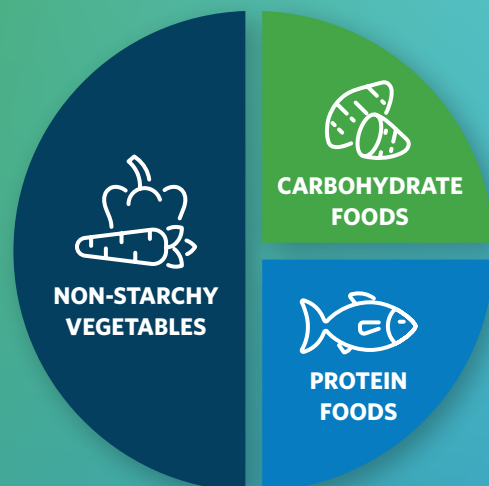 NON-STARCHY
VEGETABLES
CARBOHYDRATE
FOODS
PROTEIN
FOODS